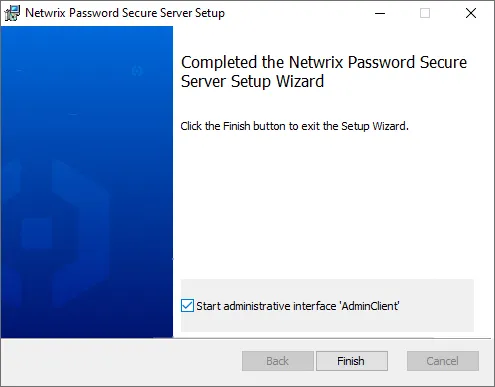 Netwrix Password Secure Server Setup
Completed the Netwrix Password Secure
Server Setup Wizard
Click the Finish button to exit the Setup Wizard.
Start administrative interface 'AdminClient'
Back
Finish
Cancel